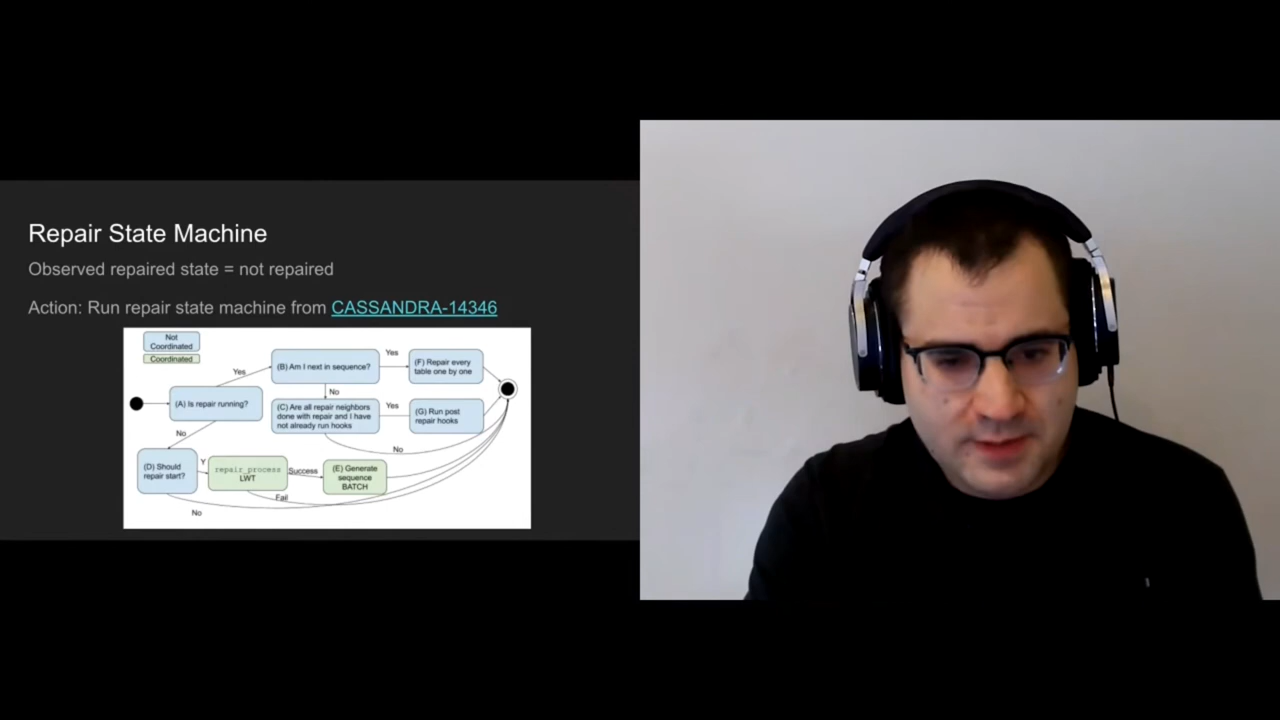 Repair State Machine
Observed repaired state = not repaired
Action: Run repair state machine from CASSANDRA-14346
Not
Coordinated
Coordinated
Yes
(B) Am I next in sequence?
Yes
(F) Repair every
table one by one
(A) Is repair running?
No
(C) Are all repair neighbors
done with repair and I have
not already run hooks
Yes
(G) Run post
repair hooks
No
No
(D) Should
repair start?
Y
repair_process
LWT
Success
(E) Generate
sequence
BATCH
Fail
No